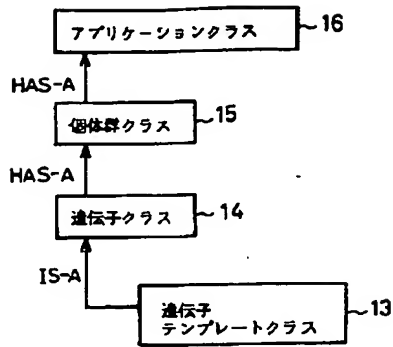 アプリケーションクラス
16
HAS-A
個体群クラス
15
HAS-A
遺伝子クラス
14
IS-A
遺伝子
テンプレートクラス
13